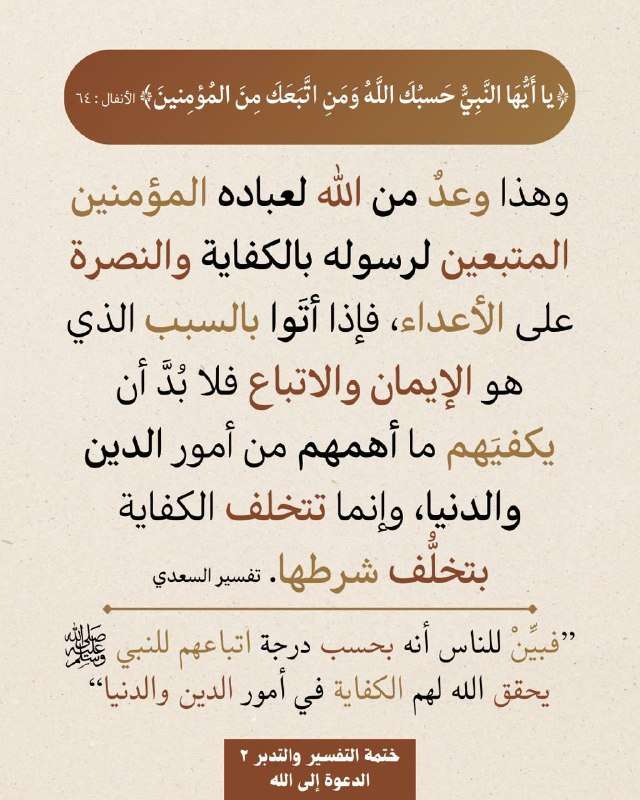 ﴿يا أَيُّهَا النَّبِيُّ حَسبُكَ اللَّهُ وَمَنِ اتَّبَعَكَ مِنَ المُؤمِنينَ﴾ الأنفال : ٦٤
وهذا وعدٌ من الله لعباده المؤمنين
المتبعين لرسوله بالكفاية والنصرة
على الأعداء، فإذا أتَوا بالسبب الذي
هو الإيمان والاتباع فلا بُدَّ أن
يكفيَهم ما أهمهم من أمور الدين
والدنيا، وإنما تتخلف الكفاية
بتخلُّف شرطها. تفسير السعدي
”فبيِّنْ للناس أنه بحسب درجة اتباعهم للنبي ﷺ
يحقق الله لهم الكفاية في أمور الدين والدنيا“
ختمة التفسير والتدبر ٢
الدعوة إلى الله